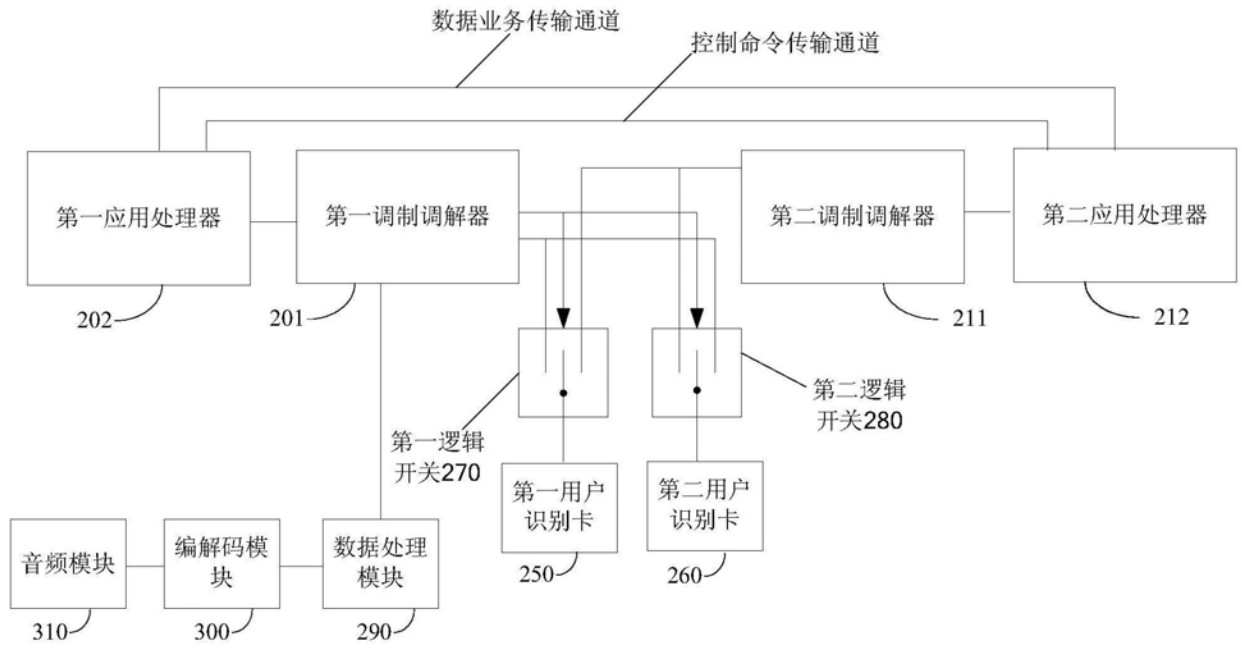 数据业务传输通道
控制命令传输通道
第一应用处理器
第一调制调解器
第二调制调解器
第二应用处理器
202
201
211
212
第一逻辑
开关270
第二逻辑
开关280
第一用户
识别卡
第二用户
识别卡
250
260
音频模块
编解码模
块
数据处理
模块
310
300
290